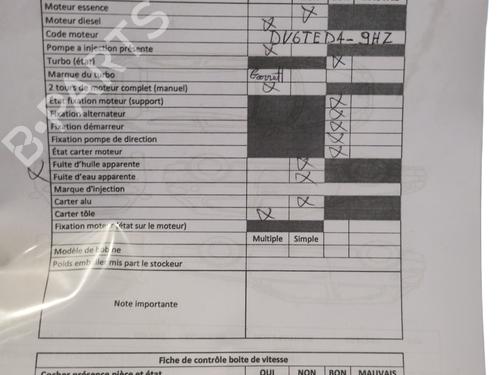 Moteur essence
Moteur diesel
Code moteur DV6TED4-9HZ
Pompe a injection présente
Turbo (état)
Marque du turbo Garrett
2 tours de moteur complet (manuel)
État fixation moteur (support)
Fixation alternateur
Fixation démarreur
Fixation pompe de direction
État carter moteur
Fuite d'huile apparente
Fuite d'eau apparente
Marque d'injection
Carter alu
Carter tôle
Fixation moteur (état sur le moteur)
Multiple Simple
Modèle de bobine
Poids emballer mis part le stockeur
Note importante
Fiche de contrôle boite de vitesse
OUI NON BON MAUVAIS
B-PARTS